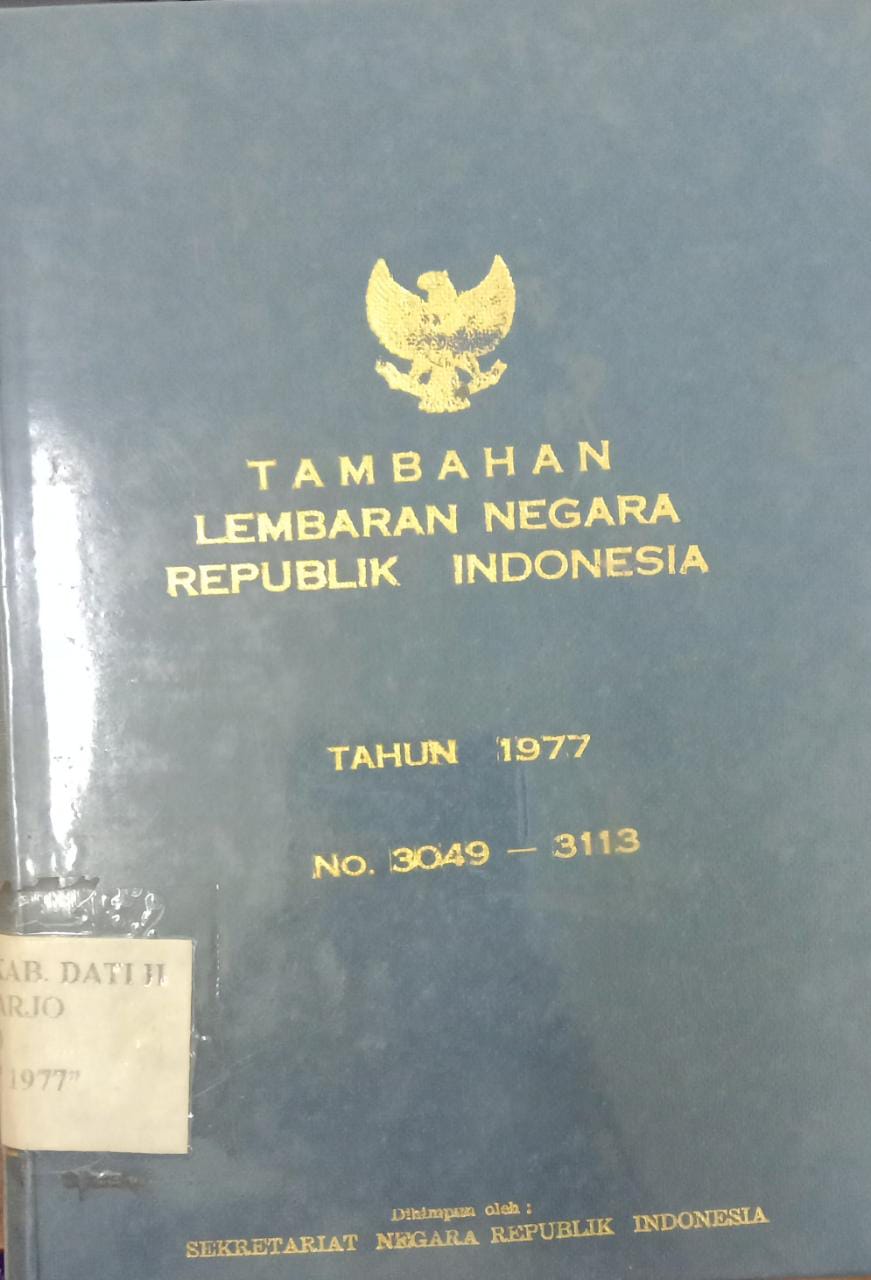 TAMBAHAN
LEMBARAN NEGARA
REPUBLIK INDONESIA
TAHUN 1977
No. 3049 — 3113
KAB. DATI II
ARJO
1977"
Dihimpun oleh :
SEKRETARIAT NEGARA REPUBLIK INDONESIA